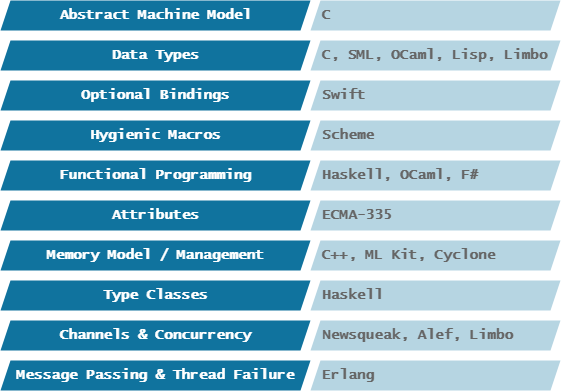 Abstract Machine Model C
Data Types C, SML, OCaml, Lisp, Limbo
Optional Bindings Swift
Hygienic Macros Scheme
Functional Programming Haskell, OCaml, F#
Attributes ECMA-335
Memory Model / Management C++, ML Kit, Cyclone
Type Classes Haskell
Channels & Concurrency Newsqueak, Alef, Limbo
Message Passing & Thread Failure Erlang